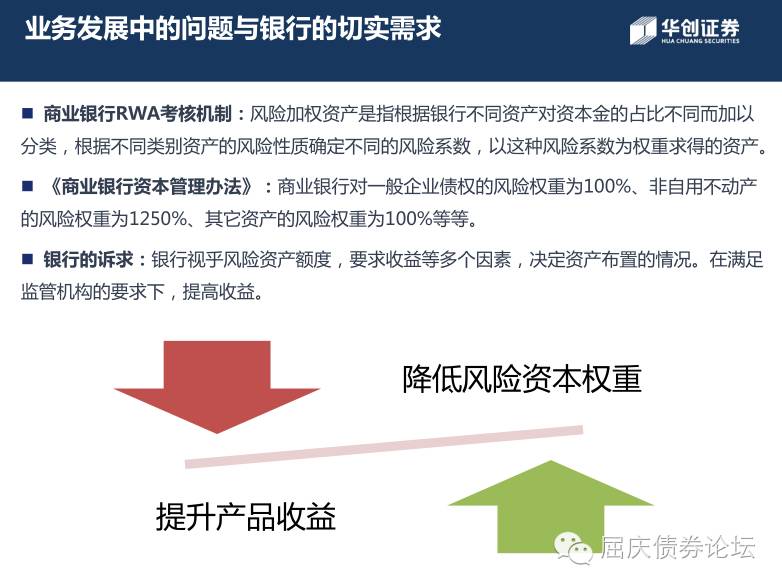 业务发展中的问题与银行的切实需求
华创证券
HUA CHUANG SECURITIES
商业银行RWA考核机制：风险加权资产是指根据银行不同资产对资本金的占比不同而加以
分类，根据不同类别资产的风险性质确定不同的风险系数，以这种风险系数为权重求得的资产。
《商业银行资本管理办法》：商业银行对一般企业债权的风险权重为100%、非自用不动产
的风险权重为1250%、其它资产的风险权重为100%等等。
银行的诉求：银行视乎风险资产额度，要求收益等多个因素，决定资产布置的情况。在满足
监管机构的要求下，提高收益。
降低风险资本权重
提升产品收益
屈庆债券论坛